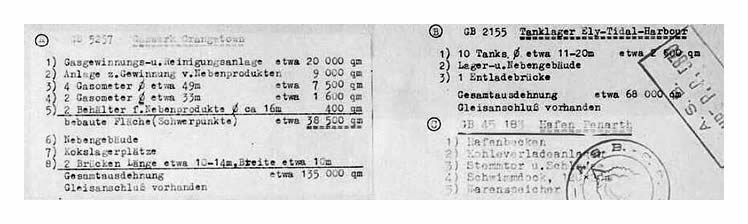 A GB 5237 Gaswerk Grangetown
1) Gasgewinnungs-u.Reinigungsanlage etwa 20 000 qm
2) Anlage z.Gewinnung v.Nebenprodukten 9 000 qm
3) 4 Gasometer ∅ etwa 49m etwa 7 500 qm
4) 2 Gasometer ∅ etwa 33m etwa 1 600 qm
5) 2 Behälter f.Nebenprodukte ∅ ca 16m 400 qm
bebaute Fläche(Schwerpunkte) etwa 38 500 qm
6) Nebengebäude
7) Kokslagerplätze
8) 2 Brücken Länge etwa 10-14m,Breite etwa 10m
Gesamtausdehnung etwa 135 000 qm
Gleisanschluß vorhanden
B GB 2155 Tanklager Ely-Tidal-Harbour
1) 10 Tanks ∅ etwa 11-20m etwa 2 500 qm
2) Lager-u.Nebengebäude
3) 1 Entladebrücke
Gesamtausdehnung etwa 68 000 qm
Gleisanschluß vorhanden
C GB 45 183 Hafen Penarth
1) Hafenbecken
2) Kohleverladeanlagen
3) Stemmtor u.
4) Schwimmdock,
5) Warenspeicher